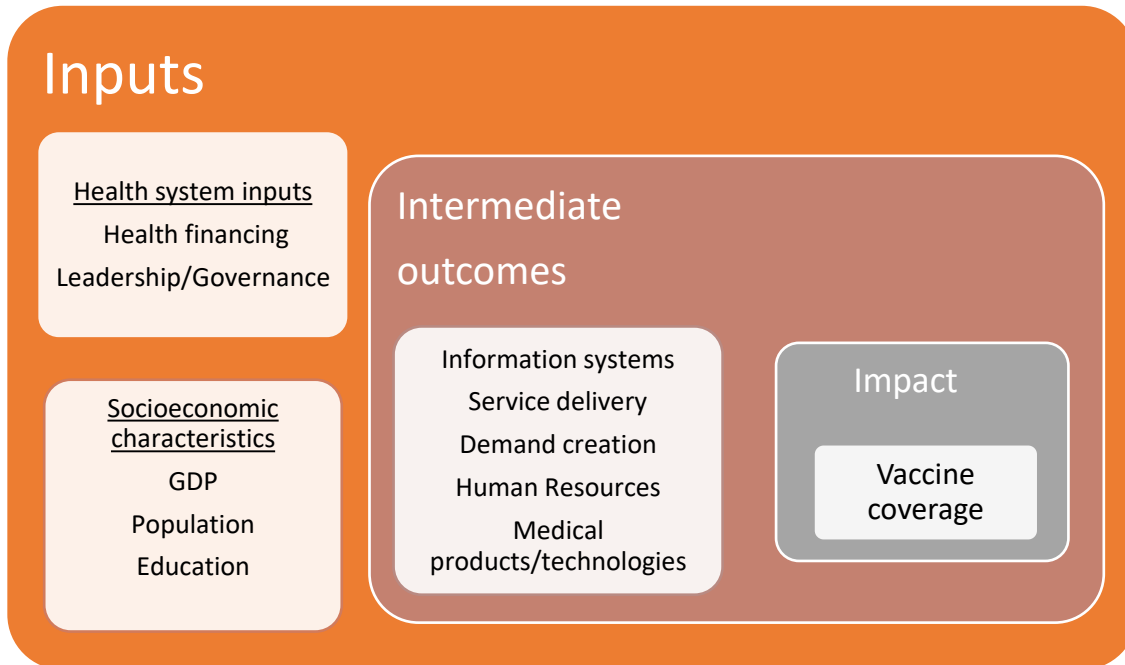 Inputs
Health system inputs
Health financing
Leadership/Governance
Socioeconomic
characteristics
GDP
Population
Education
Intermediate
outcomes
Information systems
Service delivery
Demand creation
Human Resources
Medical
products/technologies
Impact
Vaccine
coverage